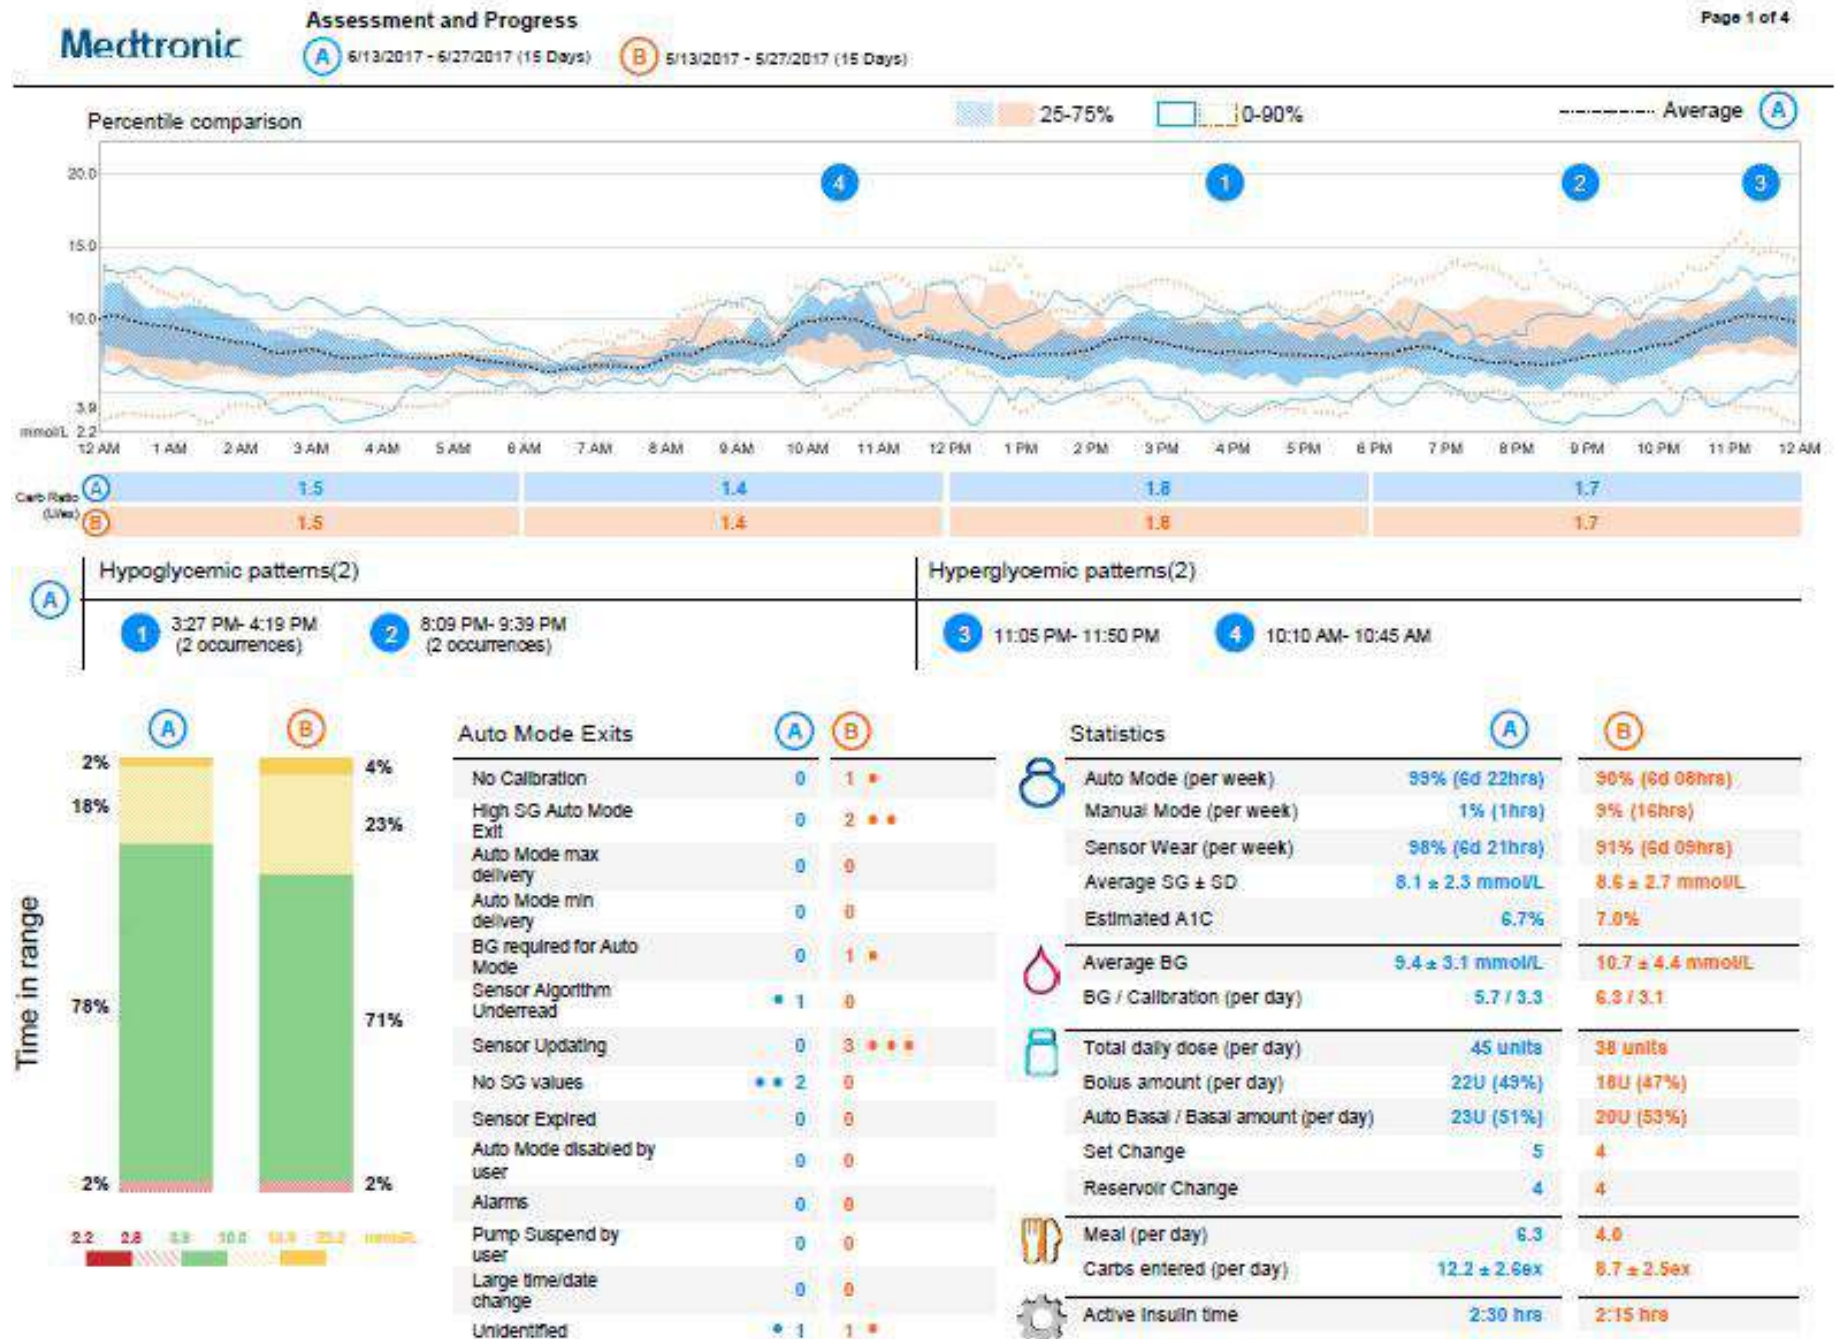 Medtronic
Assessment and Progress
Page 1 of 4
A 6/13/2017 - 6/27/2017 (15 Days) B 5/13/2017 - 5/27/2017 (15 Days)
Percentile comparison
25-75% 0-90% Average A
20.0
15.0
10.0
3.9
mmol/L 2.2
4 1 2 3
12 AM 1 AM 2 AM 3 AM 4 AM 5 AM 6 AM 7 AM 8 AM 9 AM 10 AM 11 AM 12 PM 1 PM 2 PM 3 PM 4 PM 5 PM 6 PM 7 PM 8 PM 9 PM 10 PM 11 PM 12 AM
Carb Ratio
(U/ex)
A 1.5 1.4 1.8 1.7
B 1.5 1.4 1.8 1.7
A
Hypoglycemic patterns(2)
1 3:27 PM- 4:19 PM
(2 occurrences)
2 8:09 PM- 9:39 PM
(2 occurrences)
Hyperglycemic patterns(2)
3 11:05 PM- 11:50 PM
4 10:10 AM- 10:45 AM
Time in range
A B
2% 4%
18% 23%
78% 71%
2% 2%
2.2 2.8 3.9 10.0
Auto Mode Exits A B
No Calibration 0 1
High SG Auto Mode
Exit 0 2
Auto Mode max
delivery 0 0
Auto Mode min
delivery 0 0
BG required for Auto
Mode 0 1
Sensor Algorithm
Underread 1 0
Sensor Updating 0 3
No SG values 2 0
Sensor Expired 0 0
Auto Mode disabled by
user 0 0
Alarms 0 0
Pump Suspend by
user 0 0
Large time/date
change 0 0
Unidentified 1 1
Statistics A B
Auto Mode (per week) 99% (6d 22hrs) 90% (6d 08hrs)
Manual Mode (per week) 1% (1hrs) 9% (16hrs)
Sensor Wear (per week) 98% (6d 21hrs) 91% (6d 09hrs)
Average SG ± SD 8.1 ± 2.3 mmol/L 8.6 ± 2.7 mmol/L
Estimated A1C 6.7% 7.0%
Average BG 9.4 ± 3.1 mmol/L 10.7 ± 4.4 mmol/L
BG / Calibration (per day) 5.7 / 3.3 6.3 / 3.1
Total daily dose (per day) 45 units 38 units
Bolus amount (per day) 22U (49%) 18U (47%)
Auto Basal / Basal amount (per day) 23U (51%) 20U (53%)
Set Change 5 4
Reservoir Change 4 4
Meal (per day) 6.3 4.0
Carbs entered (per day) 12.2 ± 2.6ex 8.7 ± 2.5ex
Active Insulin time 2:30 hrs 2:15 hrs